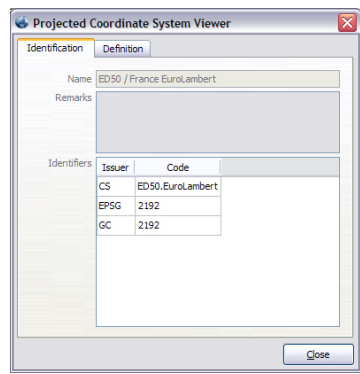 Projected Coordinate System Viewer
Identification Definition
Name ED50 / France EuroLambert
Remarks
Identifiers Issuer Code
CS ED50.EuroLambert
EPSG 2192
GC 2192
Close